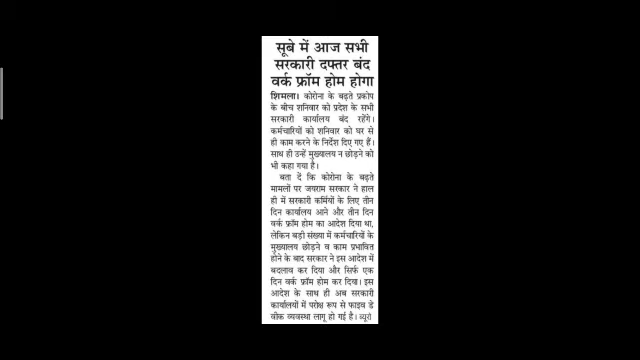 सूबे में आज सभी
सरकारी दफ्तर बंद
वर्क फ्रॉम होम होगा
शिमला। कोरोना के बढ़ते प्रकोप
के बीच शनिवार को प्रदेश के सभी
सरकारी कार्यालय बंद रहेंगे।
कर्मचारियों को शनिवार को घर से
ही काम करने के निर्देश दिए गए हैं।
साथ ही उन्हें मुख्यालय न छोड़ने को
भी कहा गया है।
बता दें कि कोरोना के बढ़ते
मामलों पर जयराम सरकार ने हाल
ही में सरकारी कर्मियों के लिए तीन
दिन कार्यालय आने और तीन दिन
वर्क फ्रॉम होम का आदेश दिया था,
लेकिन बड़ी संख्या में कर्मचारियों के
मुख्यालय छोड़ने व काम प्रभावित
होने के बाद सरकार ने इस आदेश में
बदलाव कर दिया और सिर्फ एक
दिन वर्क फ्रॉम होम कर दिया। इस
आदेश के साथ ही अब सरकारी
कार्यालयों में परोक्ष रूप से फाइव डे
वीक व्यवस्था लागू हो गई है। ब्यूरो